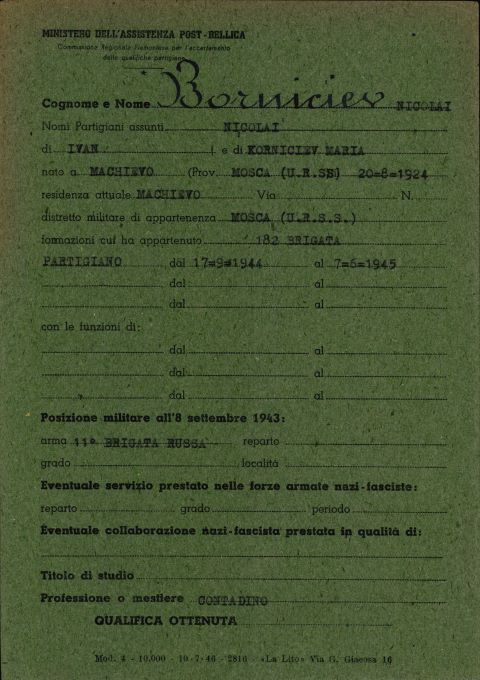 MINISTERO DELL'ASSISTENZA POST-BELLICA
Commissione Regionale Piemontese per l'accertamento
delle qualifiche partigiane
Cognome e Nome Borniciev NICOLAI
Nomi Partigiani assunti NICOLAI
di IVAN e di KORNICIEV MARIA
nato a MACHIEVO (Prov. MOSCA (U.R.SS) 20=8=1924
residenza attuale MACHIEVO Via N.
distretto militare di appartenenza MOSCA (U.R.S.S.)
formazioni cui ha appartenuto 182 BRIGATA
PARTIGIANO dal 17=9=1944 al 7=6=1945
dal al
dal al
con le funzioni di:
dal al
dal al
dal al
Posizione militare all'8 settembre 1943:
arma 11° BRIGATA RUSSA reparto
grado località
Eventuale servizio prestato nelle forze armate nazi-fasciste:
reparto grado periodo
Eventuale collaborazione nazi-fascista prestata in qualità di:
Titolo di studio
Professione o mestiere CONTADINO
QUALIFICA OTTENUTA
Mod. 4 - 10.000 - 10-7-46 - 2816 «La Lito» Via G. Giacosa 16